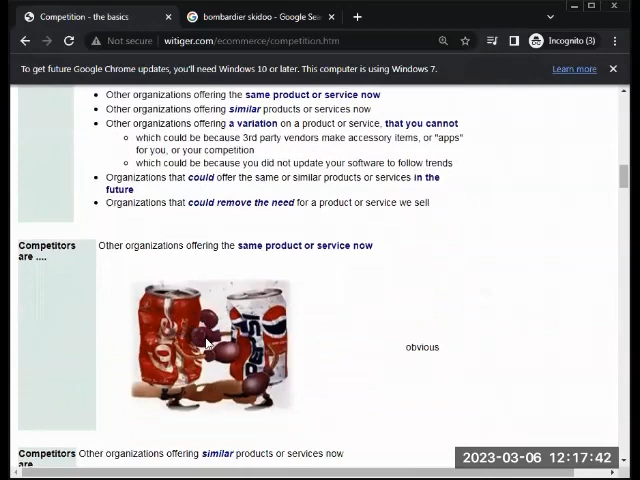 Competition - the basics
bombardier skidoo - Google Sea
Incognito (3)
Not secure
witiger.com/ecommerce/competition.htm
To get future Google Chrome updates, you'll need Windows 10 or later. This computer is using Windows 7.
Learn more
• Other organizations offering the same product or service now
• Other organizations offering similar products or services now
• Other organizations offering a variation on a product or service, that you cannot
which could be because 3rd party vendors make accessory items, or "apps"
for you, or your competition
which could be because you did not update your software to follow trends
• Organizations that could offer the same or similar products or services in the
future
• Organizations that could remove the need for a product or service we sell
Competitors
are ....
Other organizations offering the same product or service now
PEPSI
obvious
Competitors
are
Other organizations offering similar products or services now
2023-03-06 12:17:42